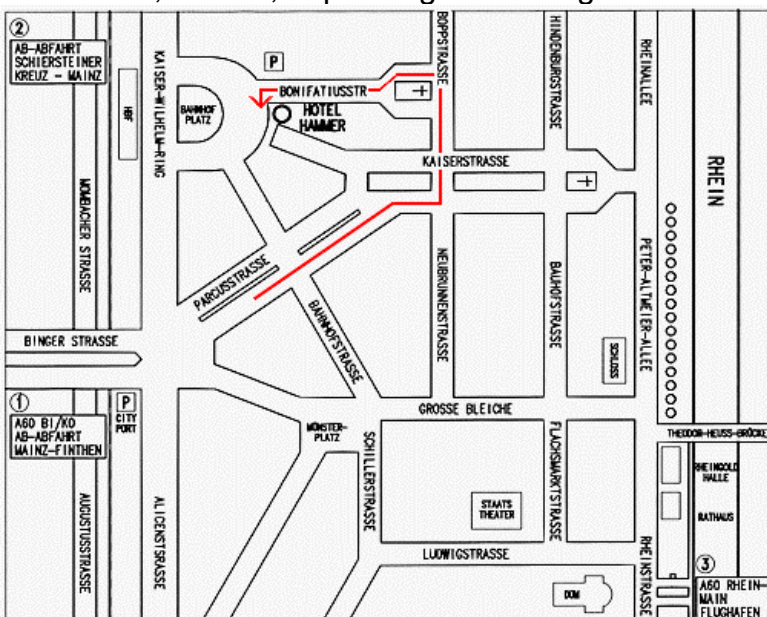 ②
AB-ABFAHRT
SCHIERSTEINER
KREUZ - MAINZ
HBF
KAISER-WILHELM-RING
BAHNHOF
PLATZ
P
BONIFATIUSSTR
HOTEL
HAMMER
BOPPSTRASSE
HINDENBURGSTRASSE
RHEINALLEE
RHEIN
KAISERSTRASSE
MOMBACHER STRASSE
PARCUSSTRASSE
BAHNHOFSTRASSE
NEUBRUNNENSTRASSE
BAUHOFSTRASSE
PETER-ALTMEIER-ALLEE
SCHLOSS
BINGER STRASSE
①
A60 BI/KO
AB-ABFAHRT
MAINZ-FINTHEN
P
CITY
PORT
GROSSE BLEICHE
MÜNSTER-
PLATZ
SCHILLERSTRASSE
FLACHSMARKTSTRASSE
THEODOR-HEUSS-BRÜCKE
RHEINGOLD
HALLE
RATHAUS
STAATS
THEATER
AUGUSTUSSTRASSE
ALICENSTSRASSE
LUDWIGSTRASSE
DOM
RHEINSTRASSE
③
A60 RHEIN-
MAIN
FLUGHAFEN